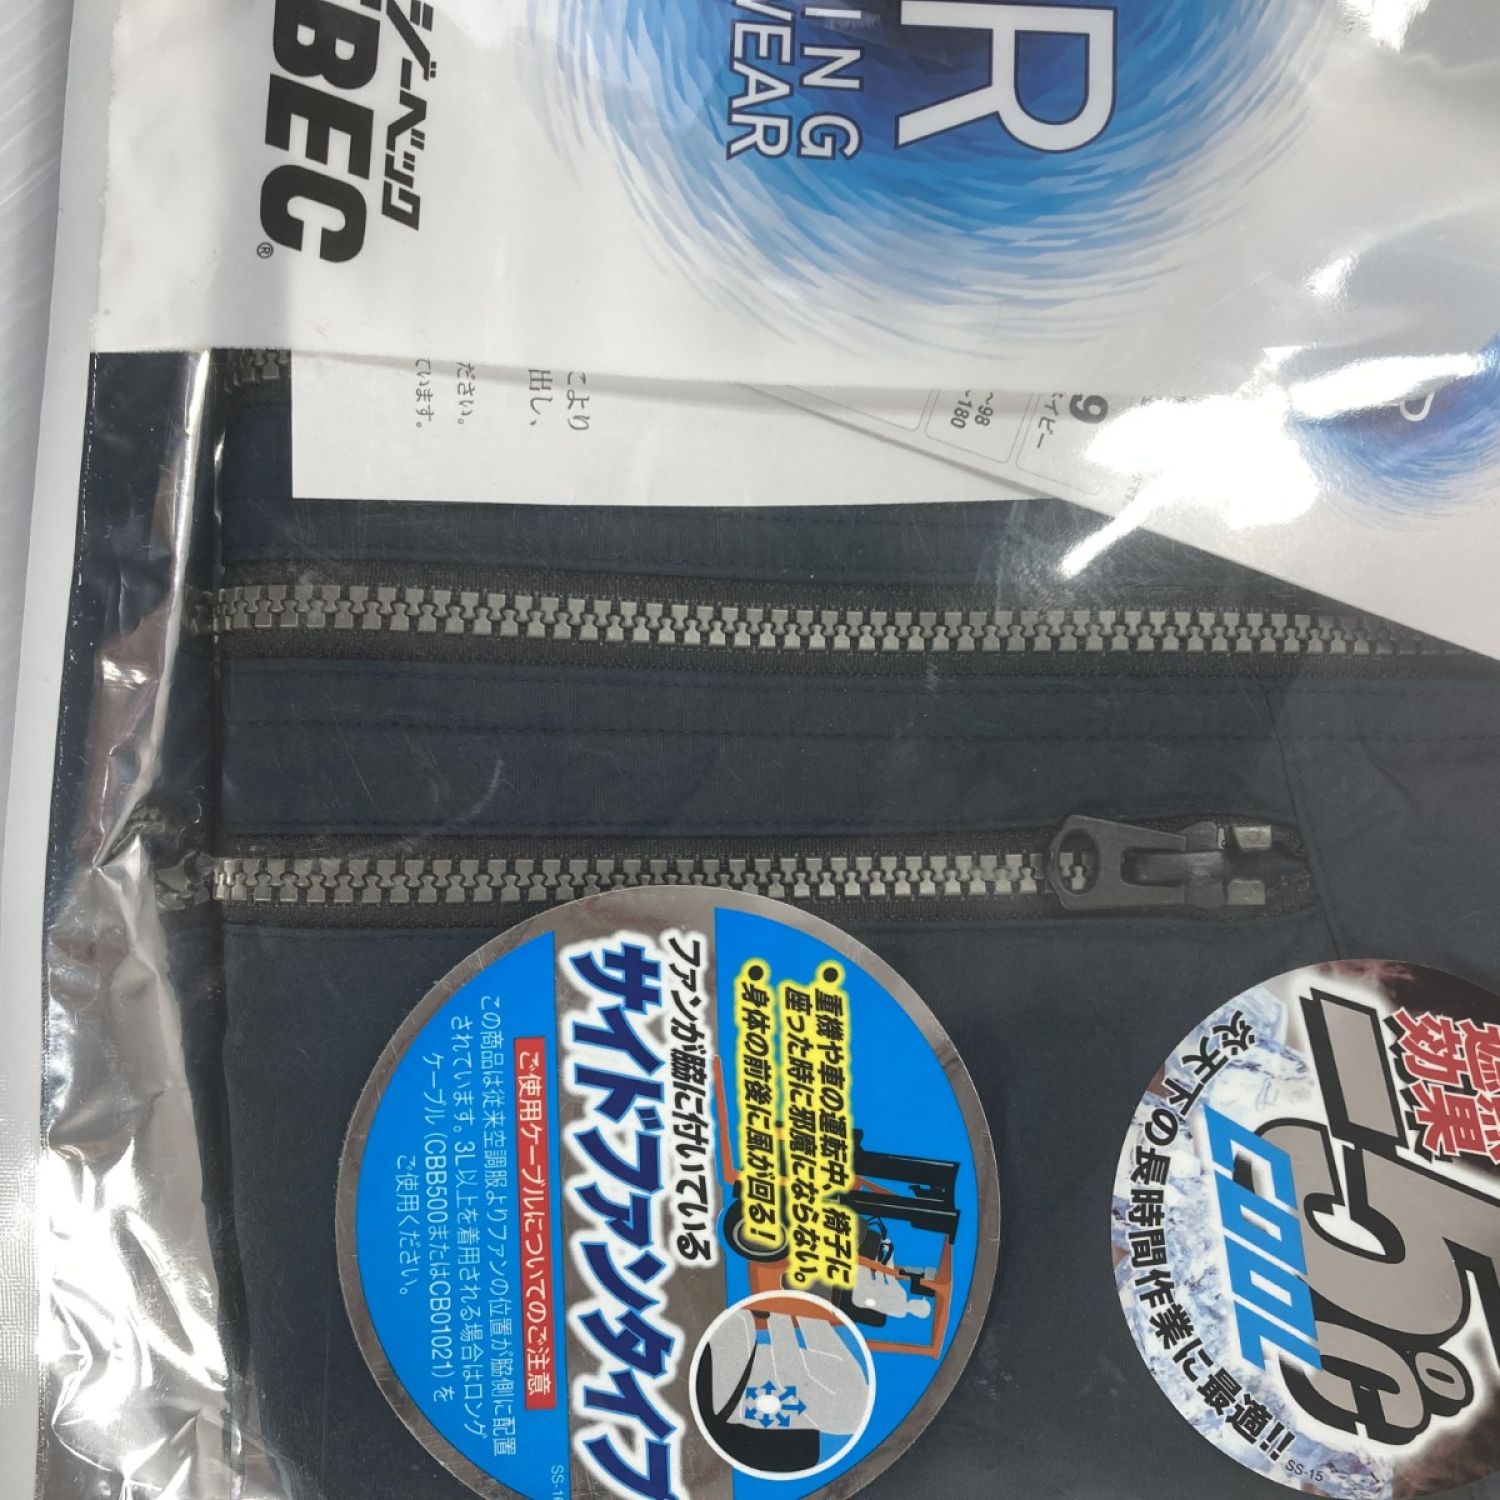 ジーベック
BEC®
R
ING
WEAR
こより
出し、
ださい。
ています。
~98
~180
9
イビー
ファンが脇に付いている
サイドファンタイプ
●重機や車の運転中、椅子に
座った時に邪魔にならない。
●身体の前後に風が回る!
ご使用ケーブルについてのご注意
この商品は従来空調服よりファンの位置が脇側に配置
されています。3L以上を着用される場合はロング
ケーブル(CBB500またはCB01021)を
ご使用ください。
遮熱
効果
-5℃
COOL
炎天下の長時間作業に最適!!
SS-15